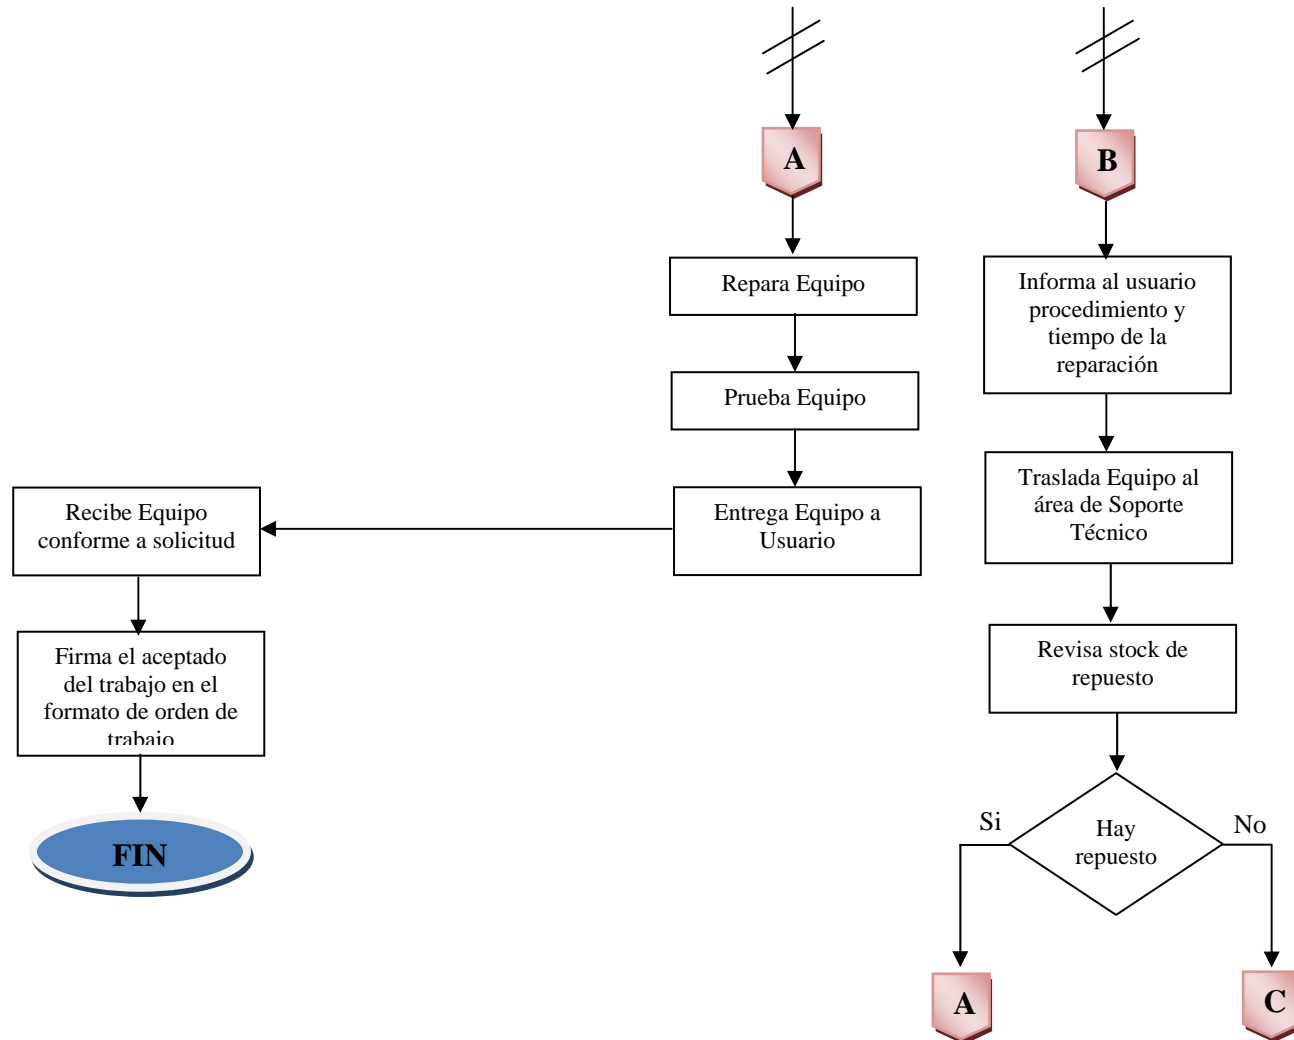 A
B
Repara Equipo
Informa al usuario
procedimiento y
tiempo de la
reparación
Prueba Equipo
Traslada Equipo al
área de Soporte
Técnico
Recibe Equipo
conforme a solicitud
Entrega Equipo a
Usuario
Firma el aceptado
del trabajo en el
formato de orden de
trabajo
Revisa stock de
repuesto
FIN
Si
Hay
repuesto
No
A
C